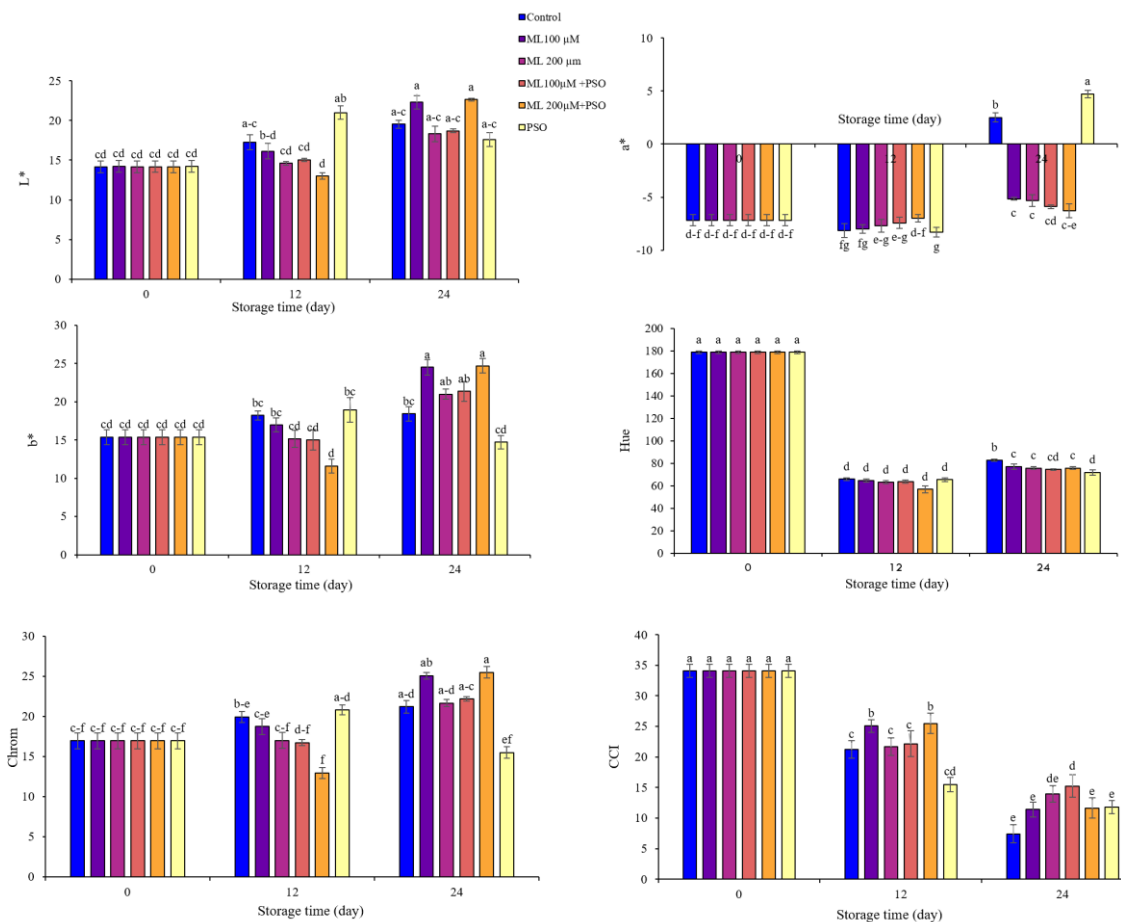 Control
ML100 µM
ML 200 µm
ML100µM +PSO
ML 200µM+PSO
PSO
L*
25
20
15
10
5
0
cd cd cd cd cd cd
a-c b-d cd cd d ab
a-c a a-c a-c a a-c
0 12 24
Storage time (day)
a*
10
5
0
-5
-10
Storage time (day)
0 12 24
d-f d-f d-f d-f d-f d-f
fg fg e-g e-g d-f g
b c c cd c-e a
b*
30
25
20
15
10
5
0
cd cd cd cd cd cd
bc bc cd cd d bc
bc a ab ab a cd
0 12 24
Storage time (day)
Hue
200
180
160
140
120
100
80
60
40
20
0
a a a a a a
d d d d d d
b c c cd c d
0 12 24
Storage time (day)
Chrom
30
25
20
15
10
5
0
c-f c-f c-f c-f c-f c-f
b-e c-e c-f d-f f a-d
a-d ab a-d a-c a ef
0 12 24
Storage time (day)
CCI
40
35
30
25
20
15
10
5
0
a a a a a a
c b c c b cd
e e de d e e
0 12 24
Storage time (day)